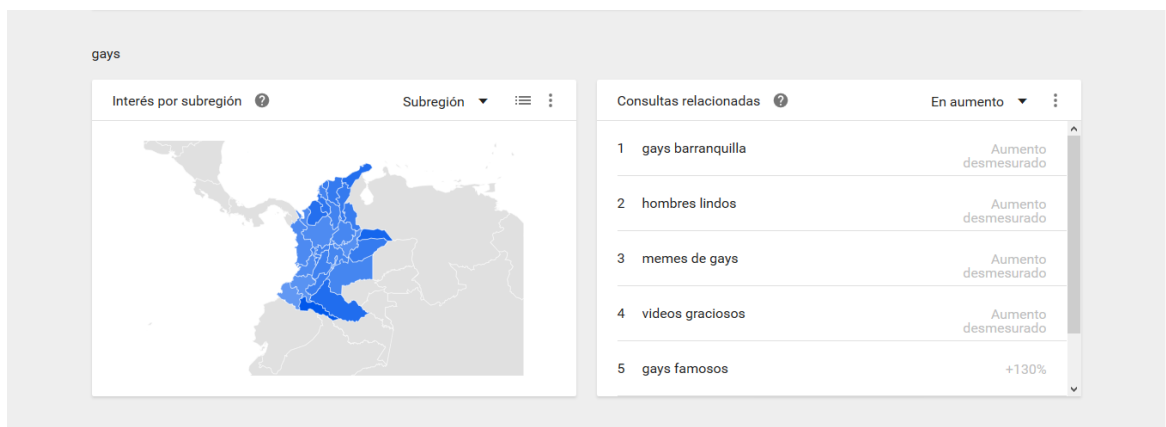 gays
Interés por subregión
Subregión
Consultas relacionadas
En aumento
1 gays barranquilla Aumento
desmesurado
2 hombres lindos Aumento
desmesurado
3 memes de gays Aumento
desmesurado
4 videos graciosos Aumento
desmesurado
5 gays famosos +130%